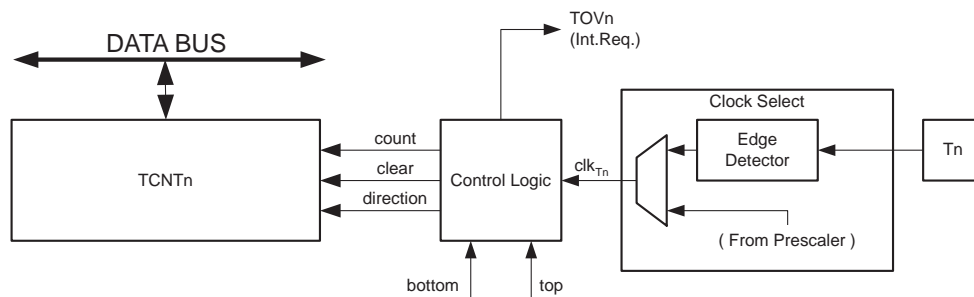 TOVn
(Int.Req.)
DATA BUS
Clock Select
count
Edge
Detector
Tn
TCNTn
clear
Control Logic
clkTn
direction
( From Prescaler )
bottom
top